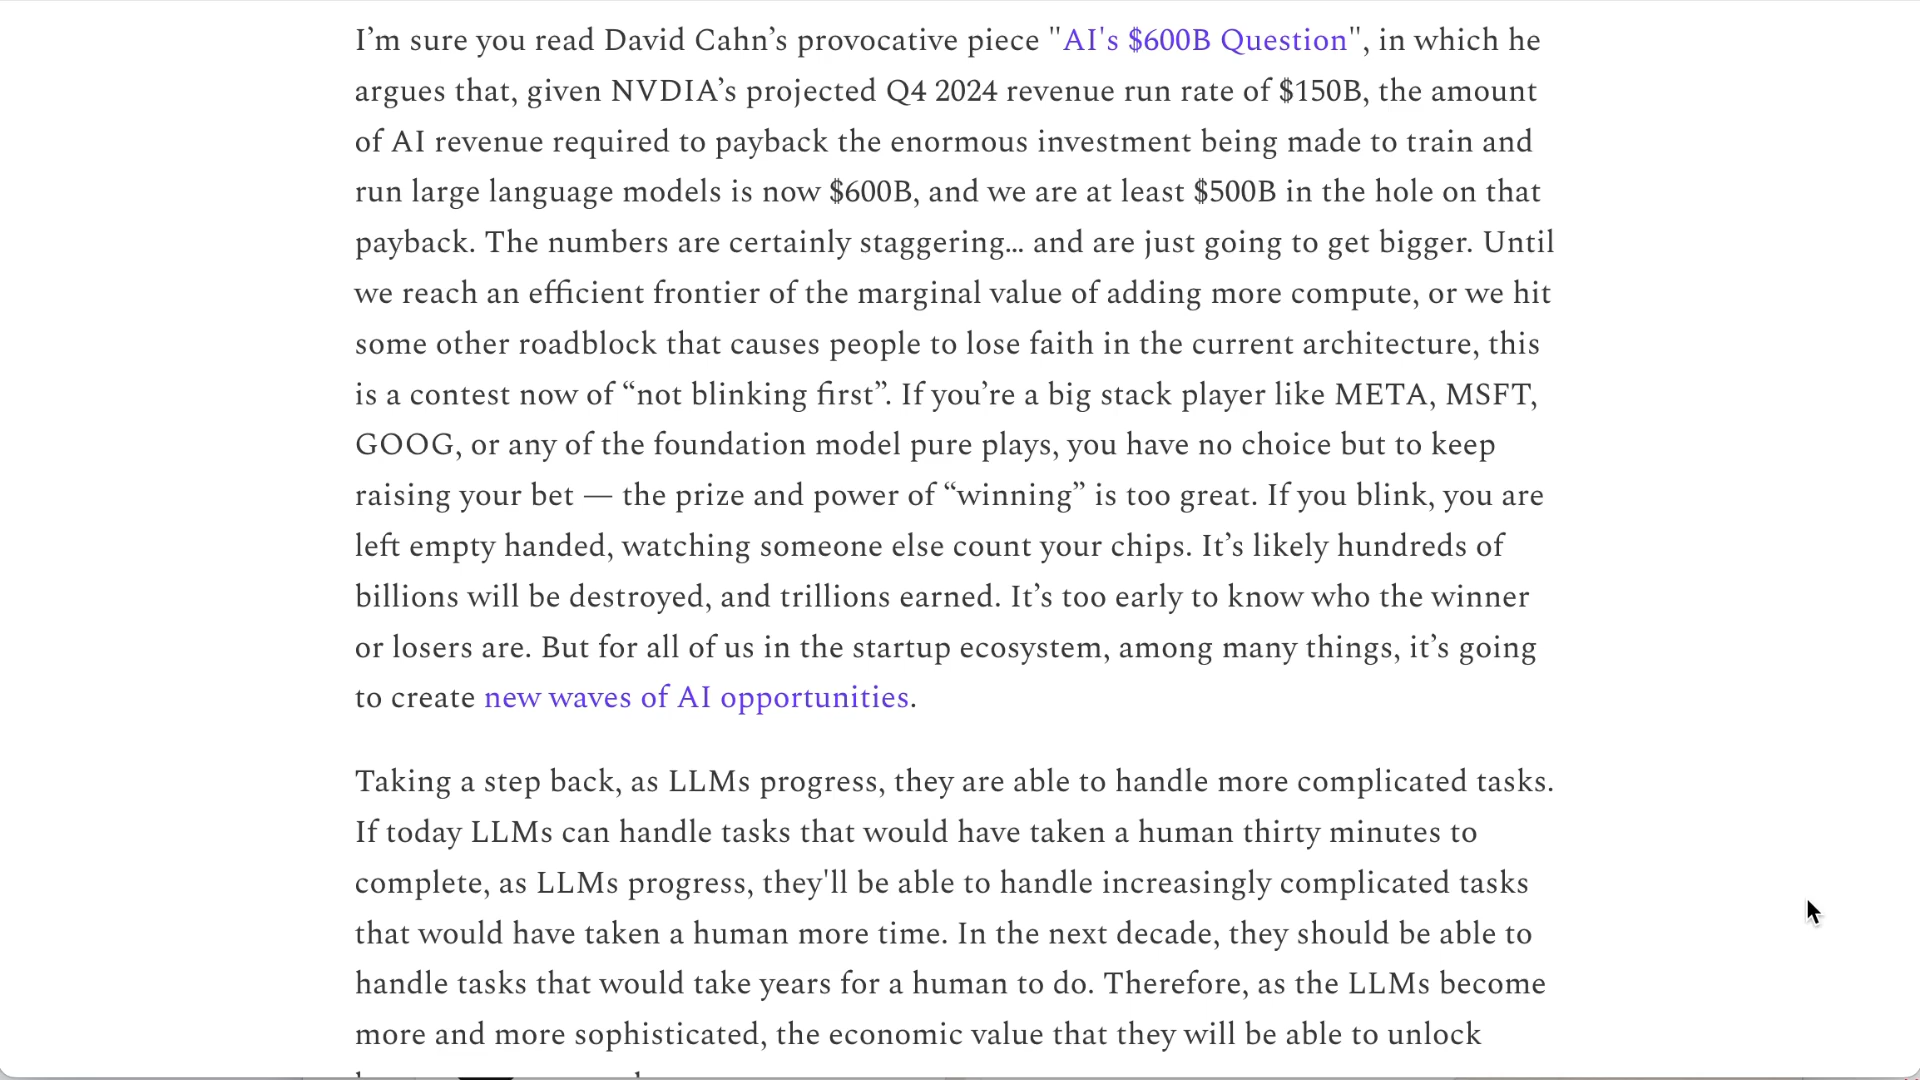 I’m sure you read David Cahn’s provocative piece "AI's $600B Question", in which he
argues that, given NVDIA’s projected Q4 2024 revenue run rate of $150B, the amount
of AI revenue required to payback the enormous investment being made to train and
run large language models is now $600B, and we are at least $500B in the hole on that
payback. The numbers are certainly staggering… and are just going to get bigger. Until
we reach an efficient frontier of the marginal value of adding more compute, or we hit
some other roadblock that causes people to lose faith in the current architecture, this
is a contest now of “not blinking first”. If you’re a big stack player like META, MSFT,
GOOG, or any of the foundation model pure plays, you have no choice but to keep
raising your bet — the prize and power of “winning” is too great. If you blink, you are
left empty handed, watching someone else count your chips. It’s likely hundreds of
billions will be destroyed, and trillions earned. It’s too early to know who the winner
or losers are. But for all of us in the startup ecosystem, among many things, it’s going
to create new waves of AI opportunities.
Taking a step back, as LLMs progress, they are able to handle more complicated tasks.
If today LLMs can handle tasks that would have taken a human thirty minutes to
complete, as LLMs progress, they'll be able to handle increasingly complicated tasks
that would have taken a human more time. In the next decade, they should be able to
handle tasks that would take years for a human to do. Therefore, as the LLMs become
more and more sophisticated, the economic value that they will be able to unlock